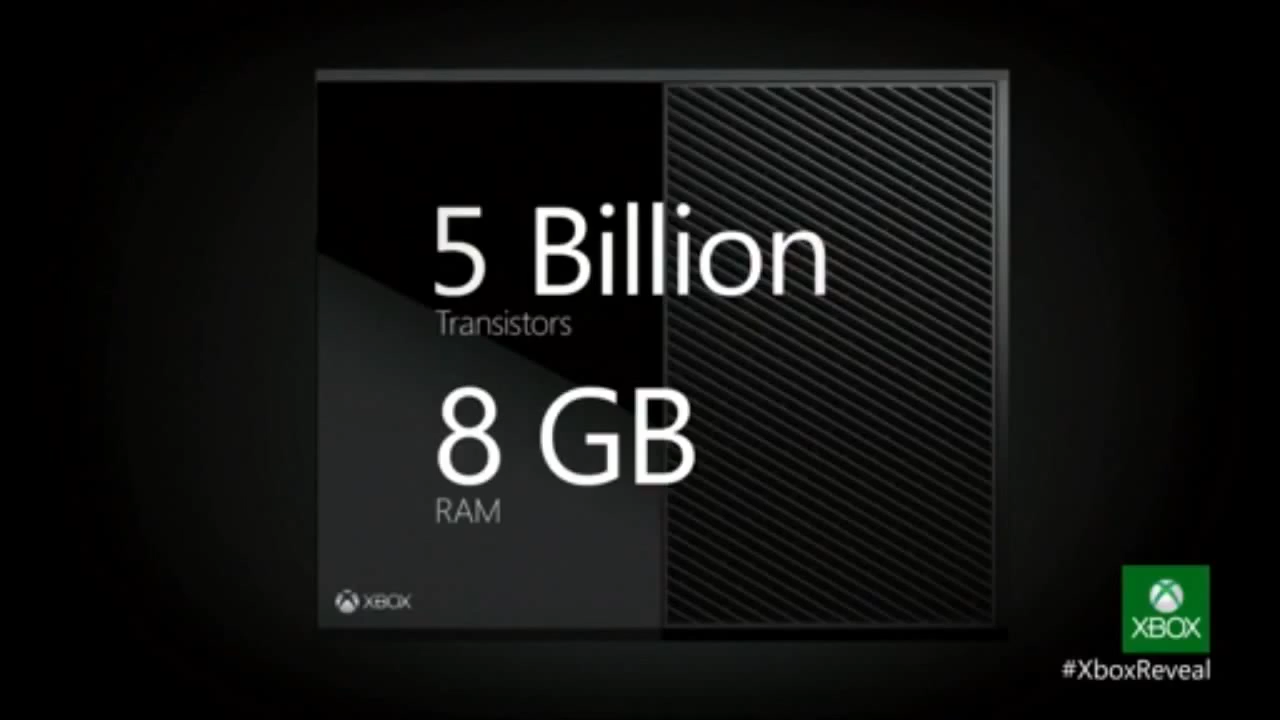 5 Billion
Transistors
8 GB
RAM
XBOX
XBOX
#XboxReveal